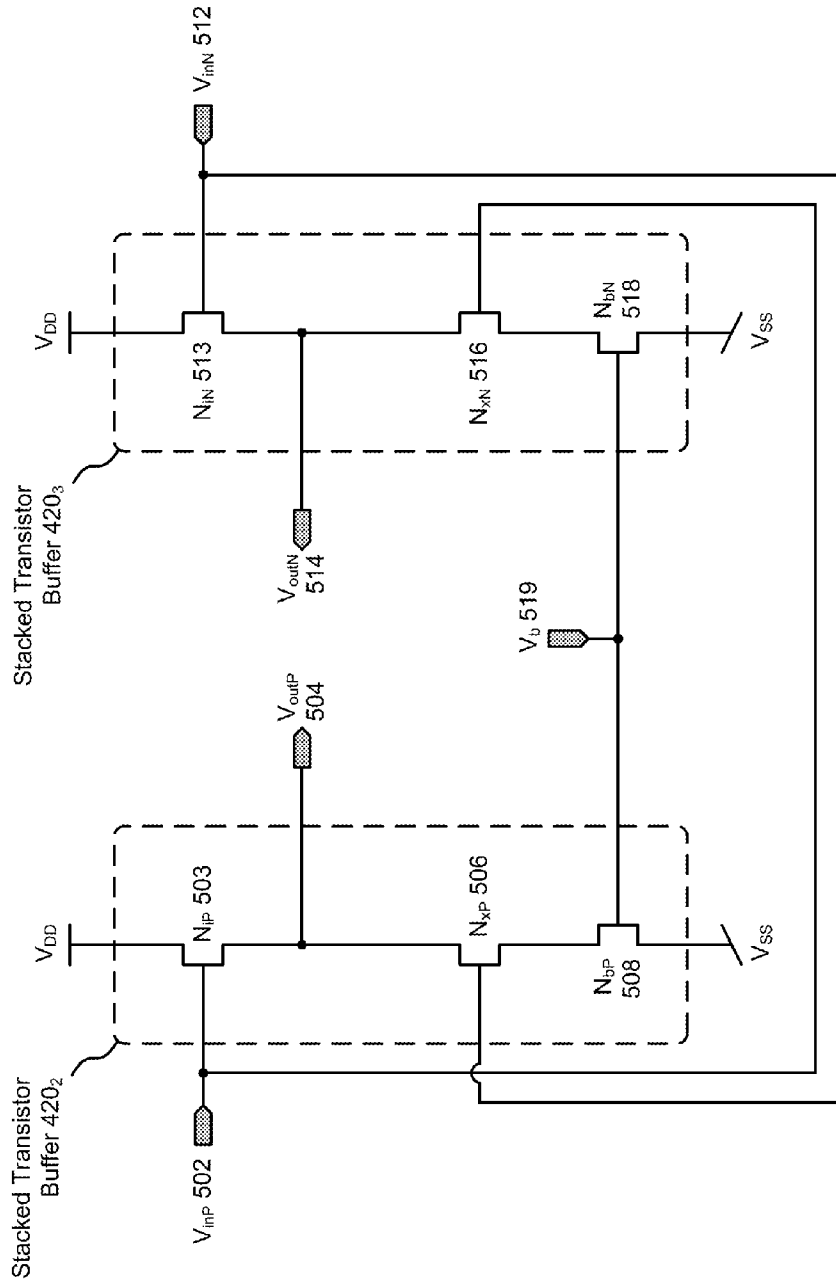 Stacked Transistor
Buffer 420₂
Stacked Transistor
Buffer 420₃
V_DD
V_DD
V_inP 502
N_iP 503
N_iN 513
V_inN 512
V_outP
504
V_outN
514
N_xP 506
N_xN 516
V_b 519
N_bP
508
N_bN
518
V_SS
V_SS